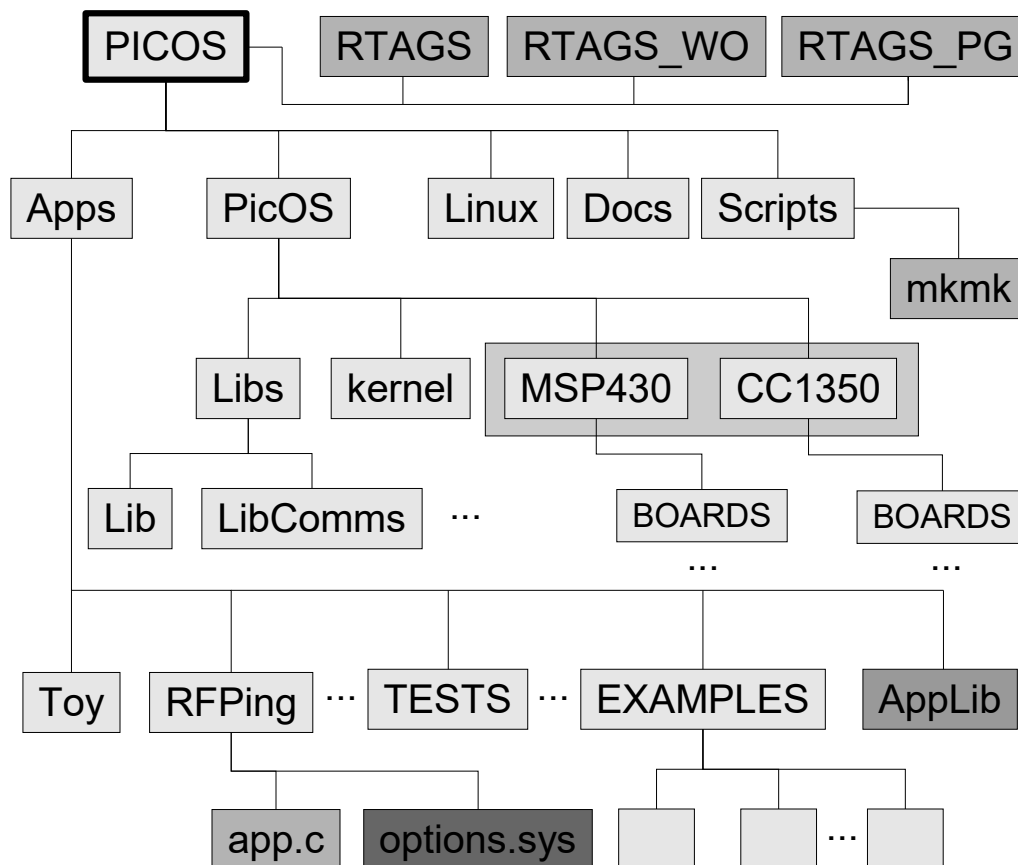 PICOS RTAGS RTAGS_WO RTAGS_PG
Apps PicOS Linux Docs Scripts
mkmk
Libs kernel MSP430 CC1350
Lib LibComms ... BOARDS BOARDS
... ...
Toy RFPing ... TESTS ... EXAMPLES AppLib
app.c options.sys ...